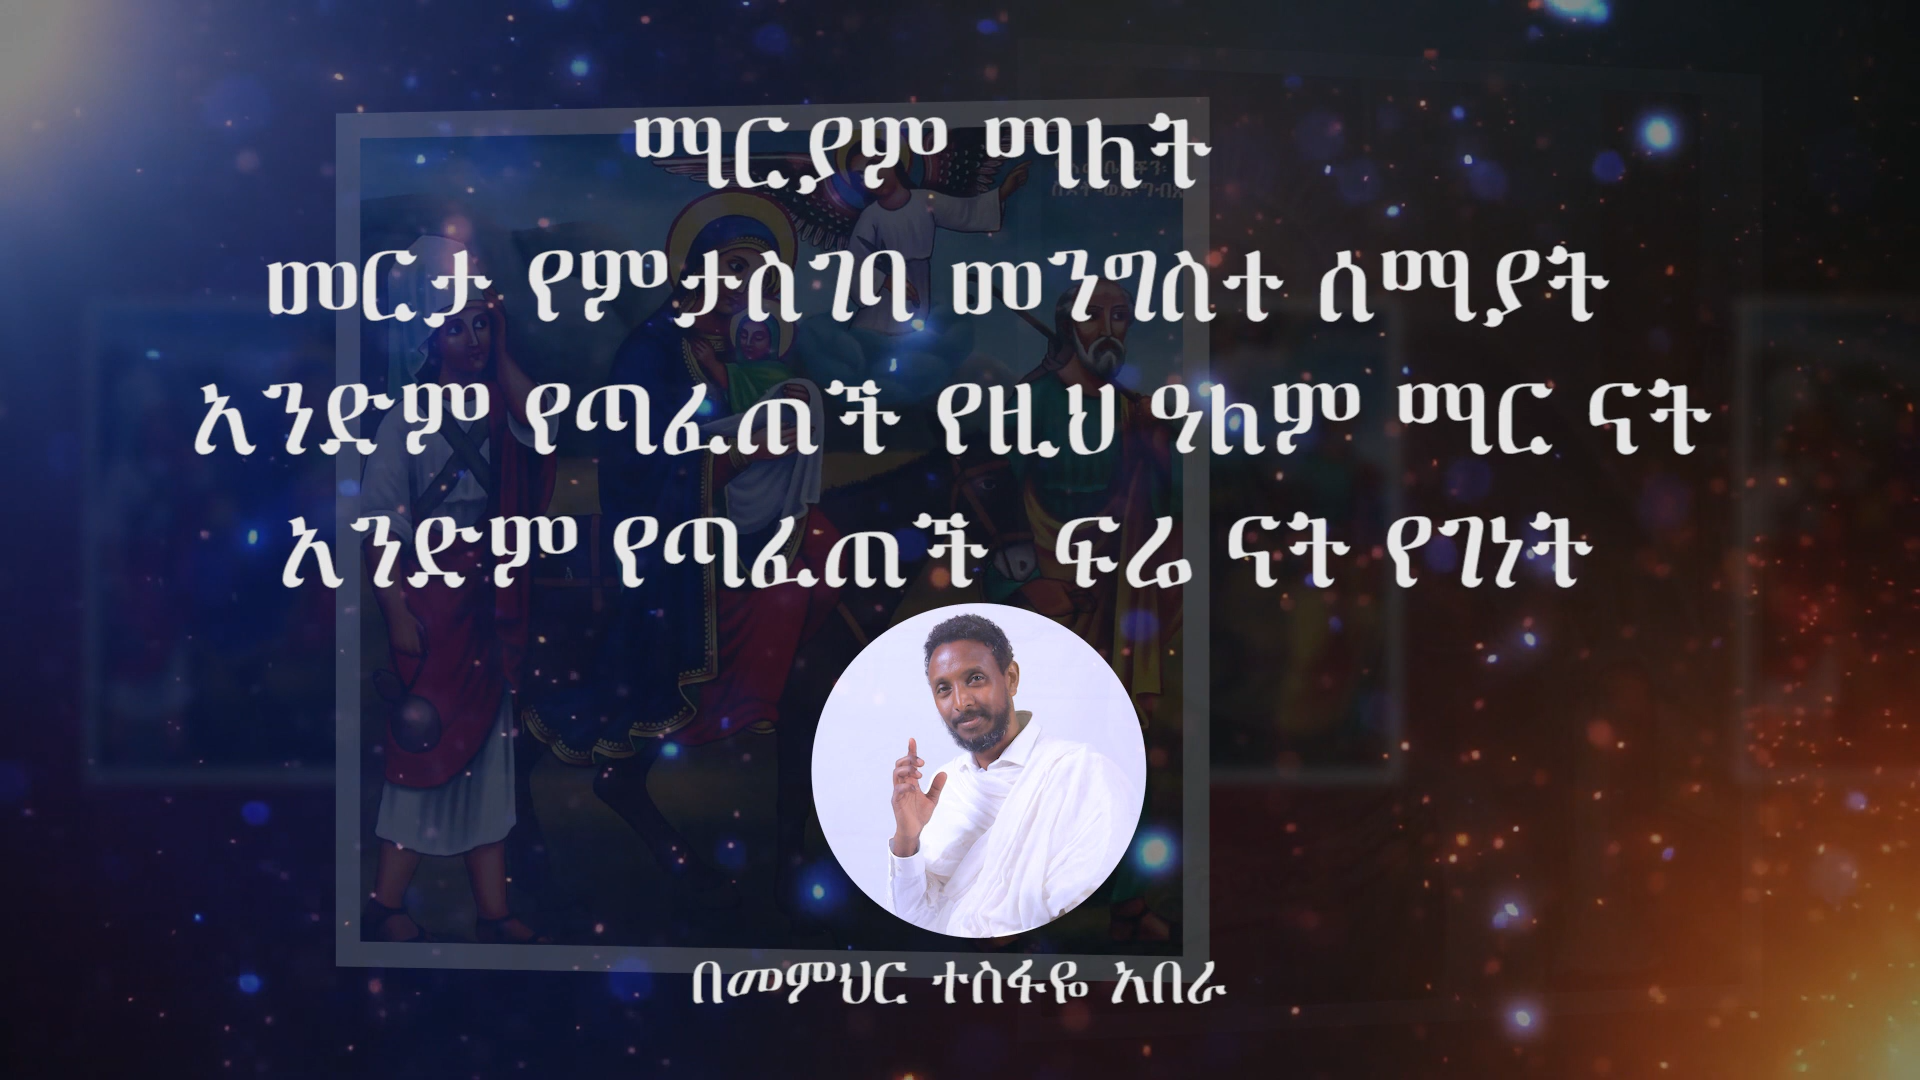 ማርያም ማለት
መርታ የምታስገባ መንግስተ ሰማያት
አንድም የጣፈጠች የዚህ ዓለም ማር ናት
አንድም የጣፈጠች ፍሬ ናት የገነት
በመምህር ተስፋዬ አበራ